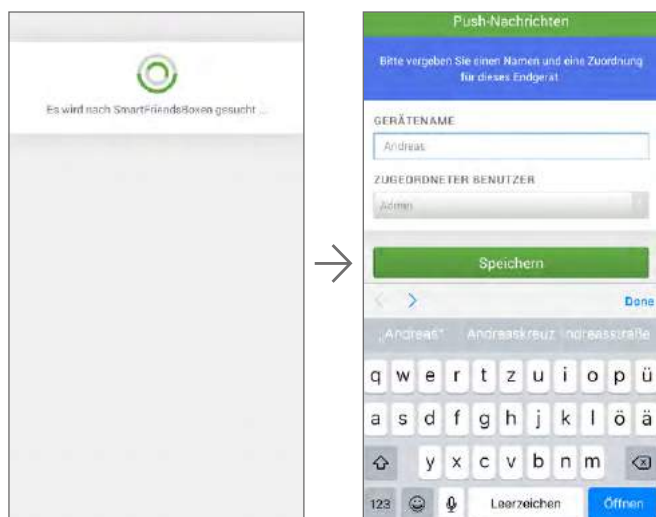 Es wird nach SmartFriendsBoxen gesucht ...
Push-Nachrichten
Bitte vergeben Sie einen Namen und eine Zuordnung
für dieses Endgerät
GERÄTENAME
Andreas
ZUGEORDNETER BENUTZER
Admin
Speichern
Done
„Andreas“ Andreaskreuz ndreasstraße
q w e r t z u i o p ü
a s d f g h j k l ö ä
y x c v b n m
123 Leerzeichen Öffnen